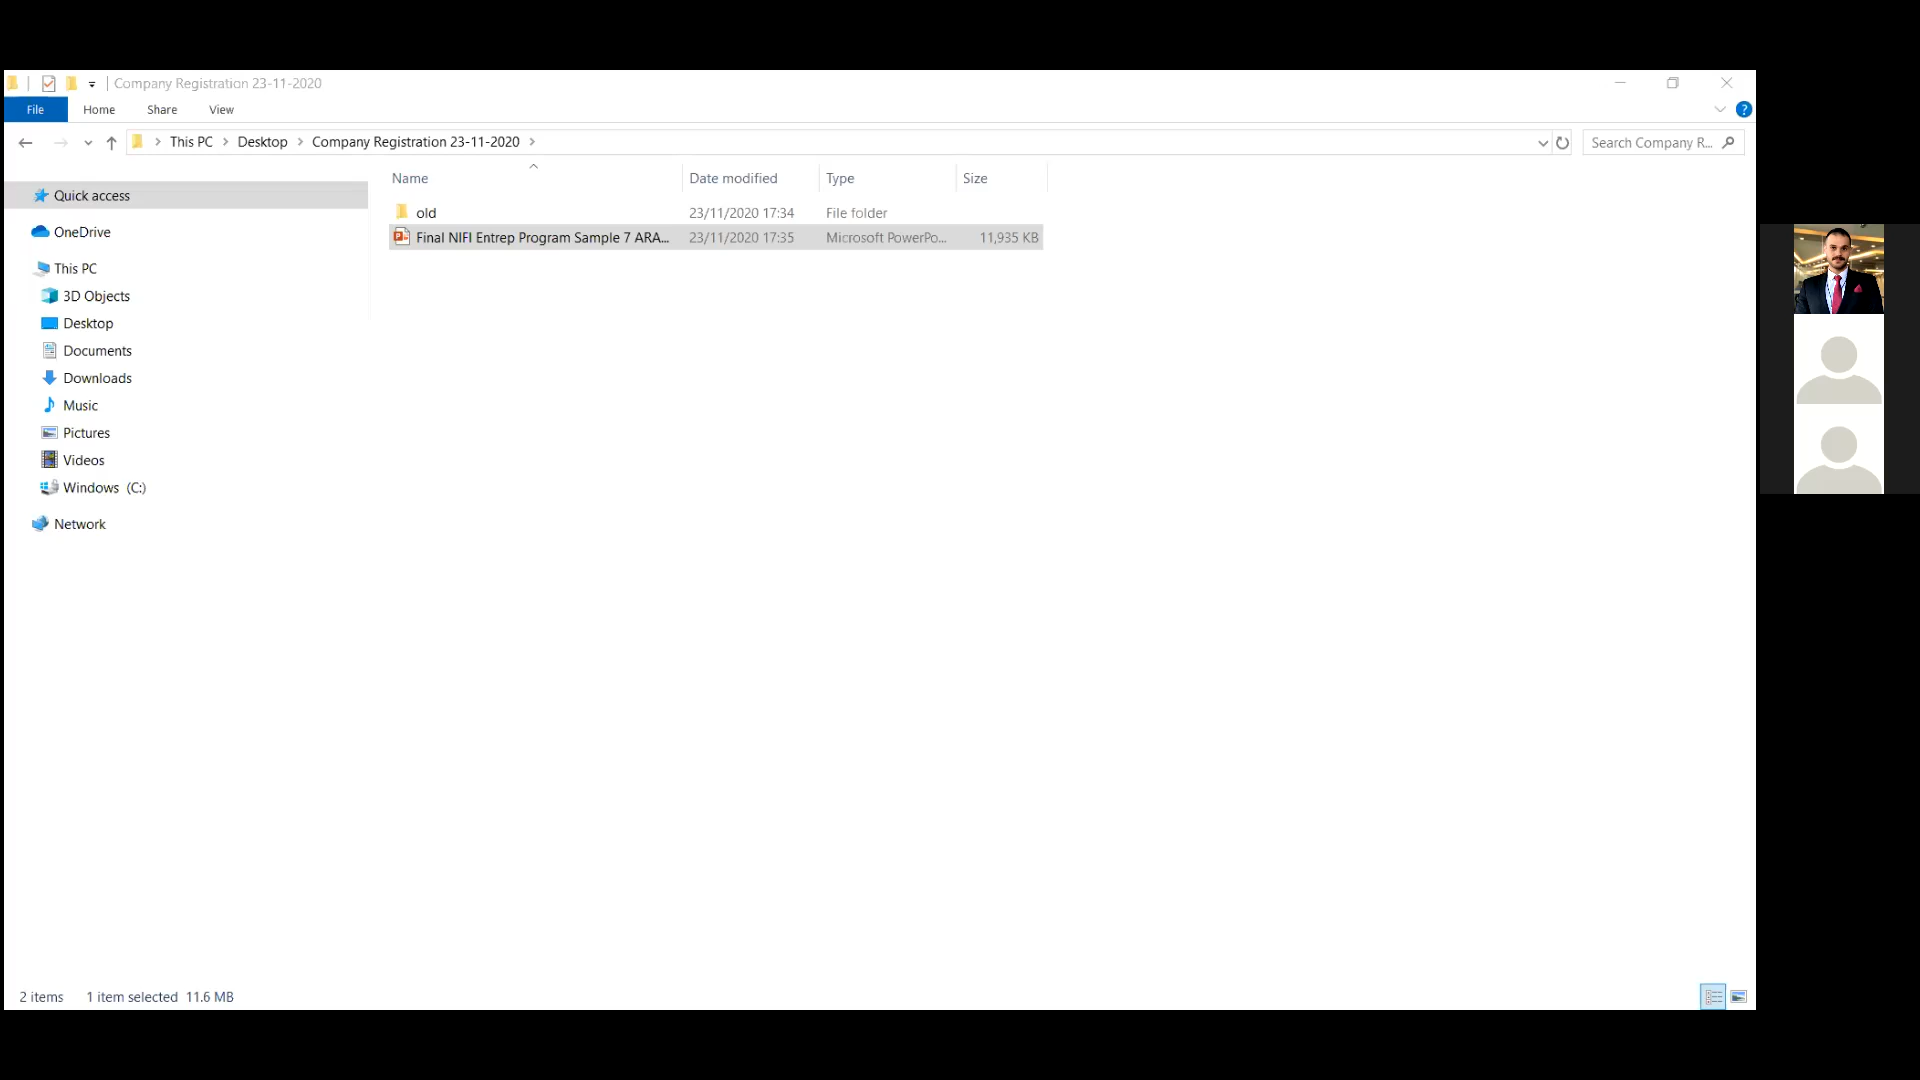 Company Registration 23-11-2020
File Home Share View
This PC Desktop Company Registration 23-11-2020
Search Company R...
Name Date modified Type Size
old 23/11/2020 17:34 File folder
Final NIFI Entrep Program Sample 7 ARA... 23/11/2020 17:35 Microsoft PowerPo... 11,935 KB
Quick access
OneDrive
This PC
3D Objects
Desktop
Documents
Downloads
Music
Pictures
Videos
Windows (C:)
Network
2 items 1 item selected 11.6 MB